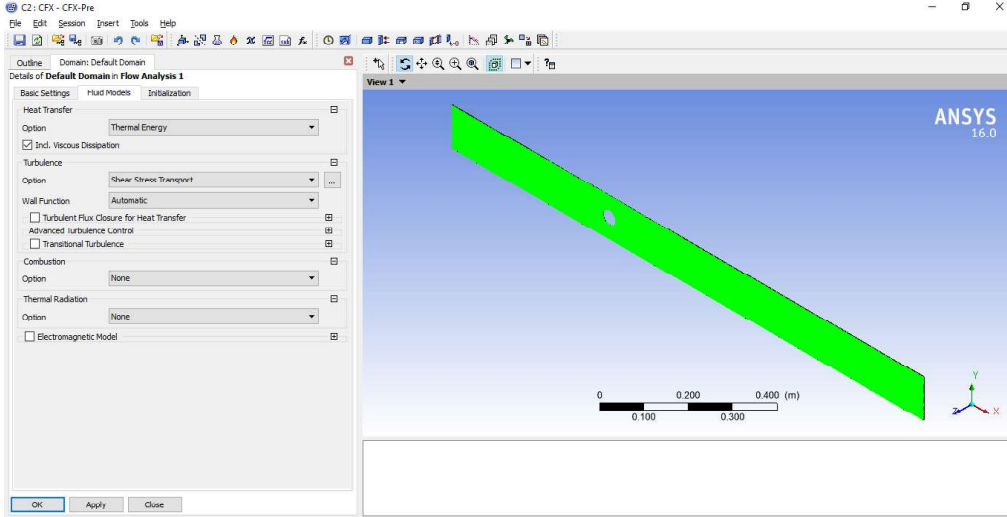 C2 : CFX - CFX-Pre
File Edit Session Insert Tools Help
Outline Domain: Default Domain
Details of Default Domain in Flow Analysis 1
Basic Settings Fluid Models Initialization
Heat Transfer
Option Thermal Energy
Incl. Viscous Dissipation
Turbulence
Option Shear Stress Transport ...
Wall Function Automatic
Turbulent Flux Closure for Heat Transfer
Advanced Turbulence Control
Transitional Turbulence
Combustion
Option None
Thermal Radiation
Option None
Electromagnetic Model
OK Apply Close
View 1
ANSYS
16.0
0 0.200 0.400 (m)
0.100 0.300
Y
Z X